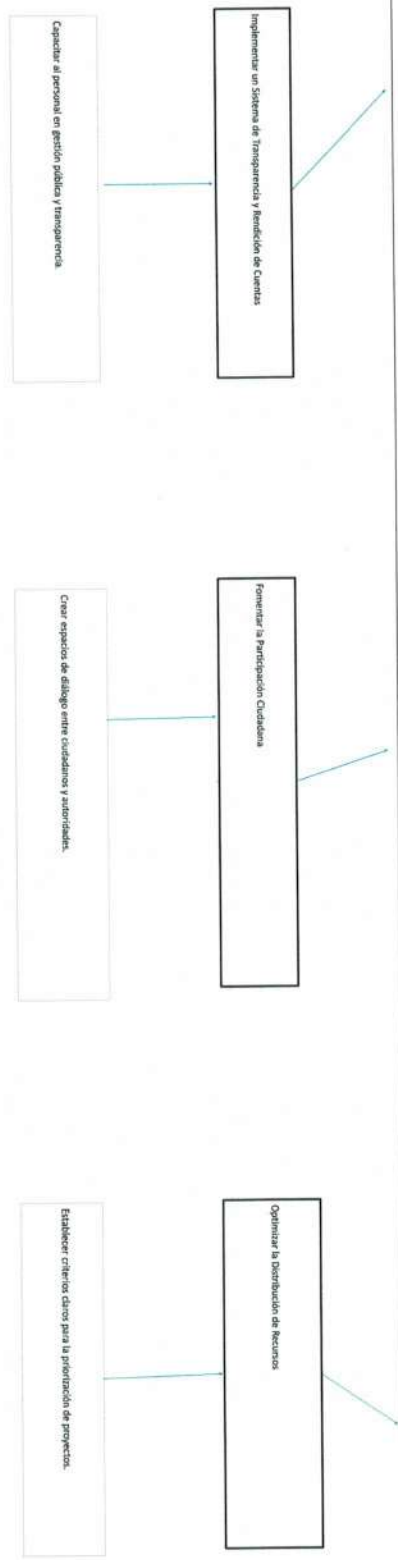 Implementar un Sistema de Transparencia y Rendición de Cuentas
Fomentar la Participación Ciudadana
Optimizar la Distribución de Recursos
Capacitar al personal en gestión pública y transparencia.
Crear espacios de diálogo entre ciudadanos y autoridades.
Establecer criterios claros para la priorización de proyectos.